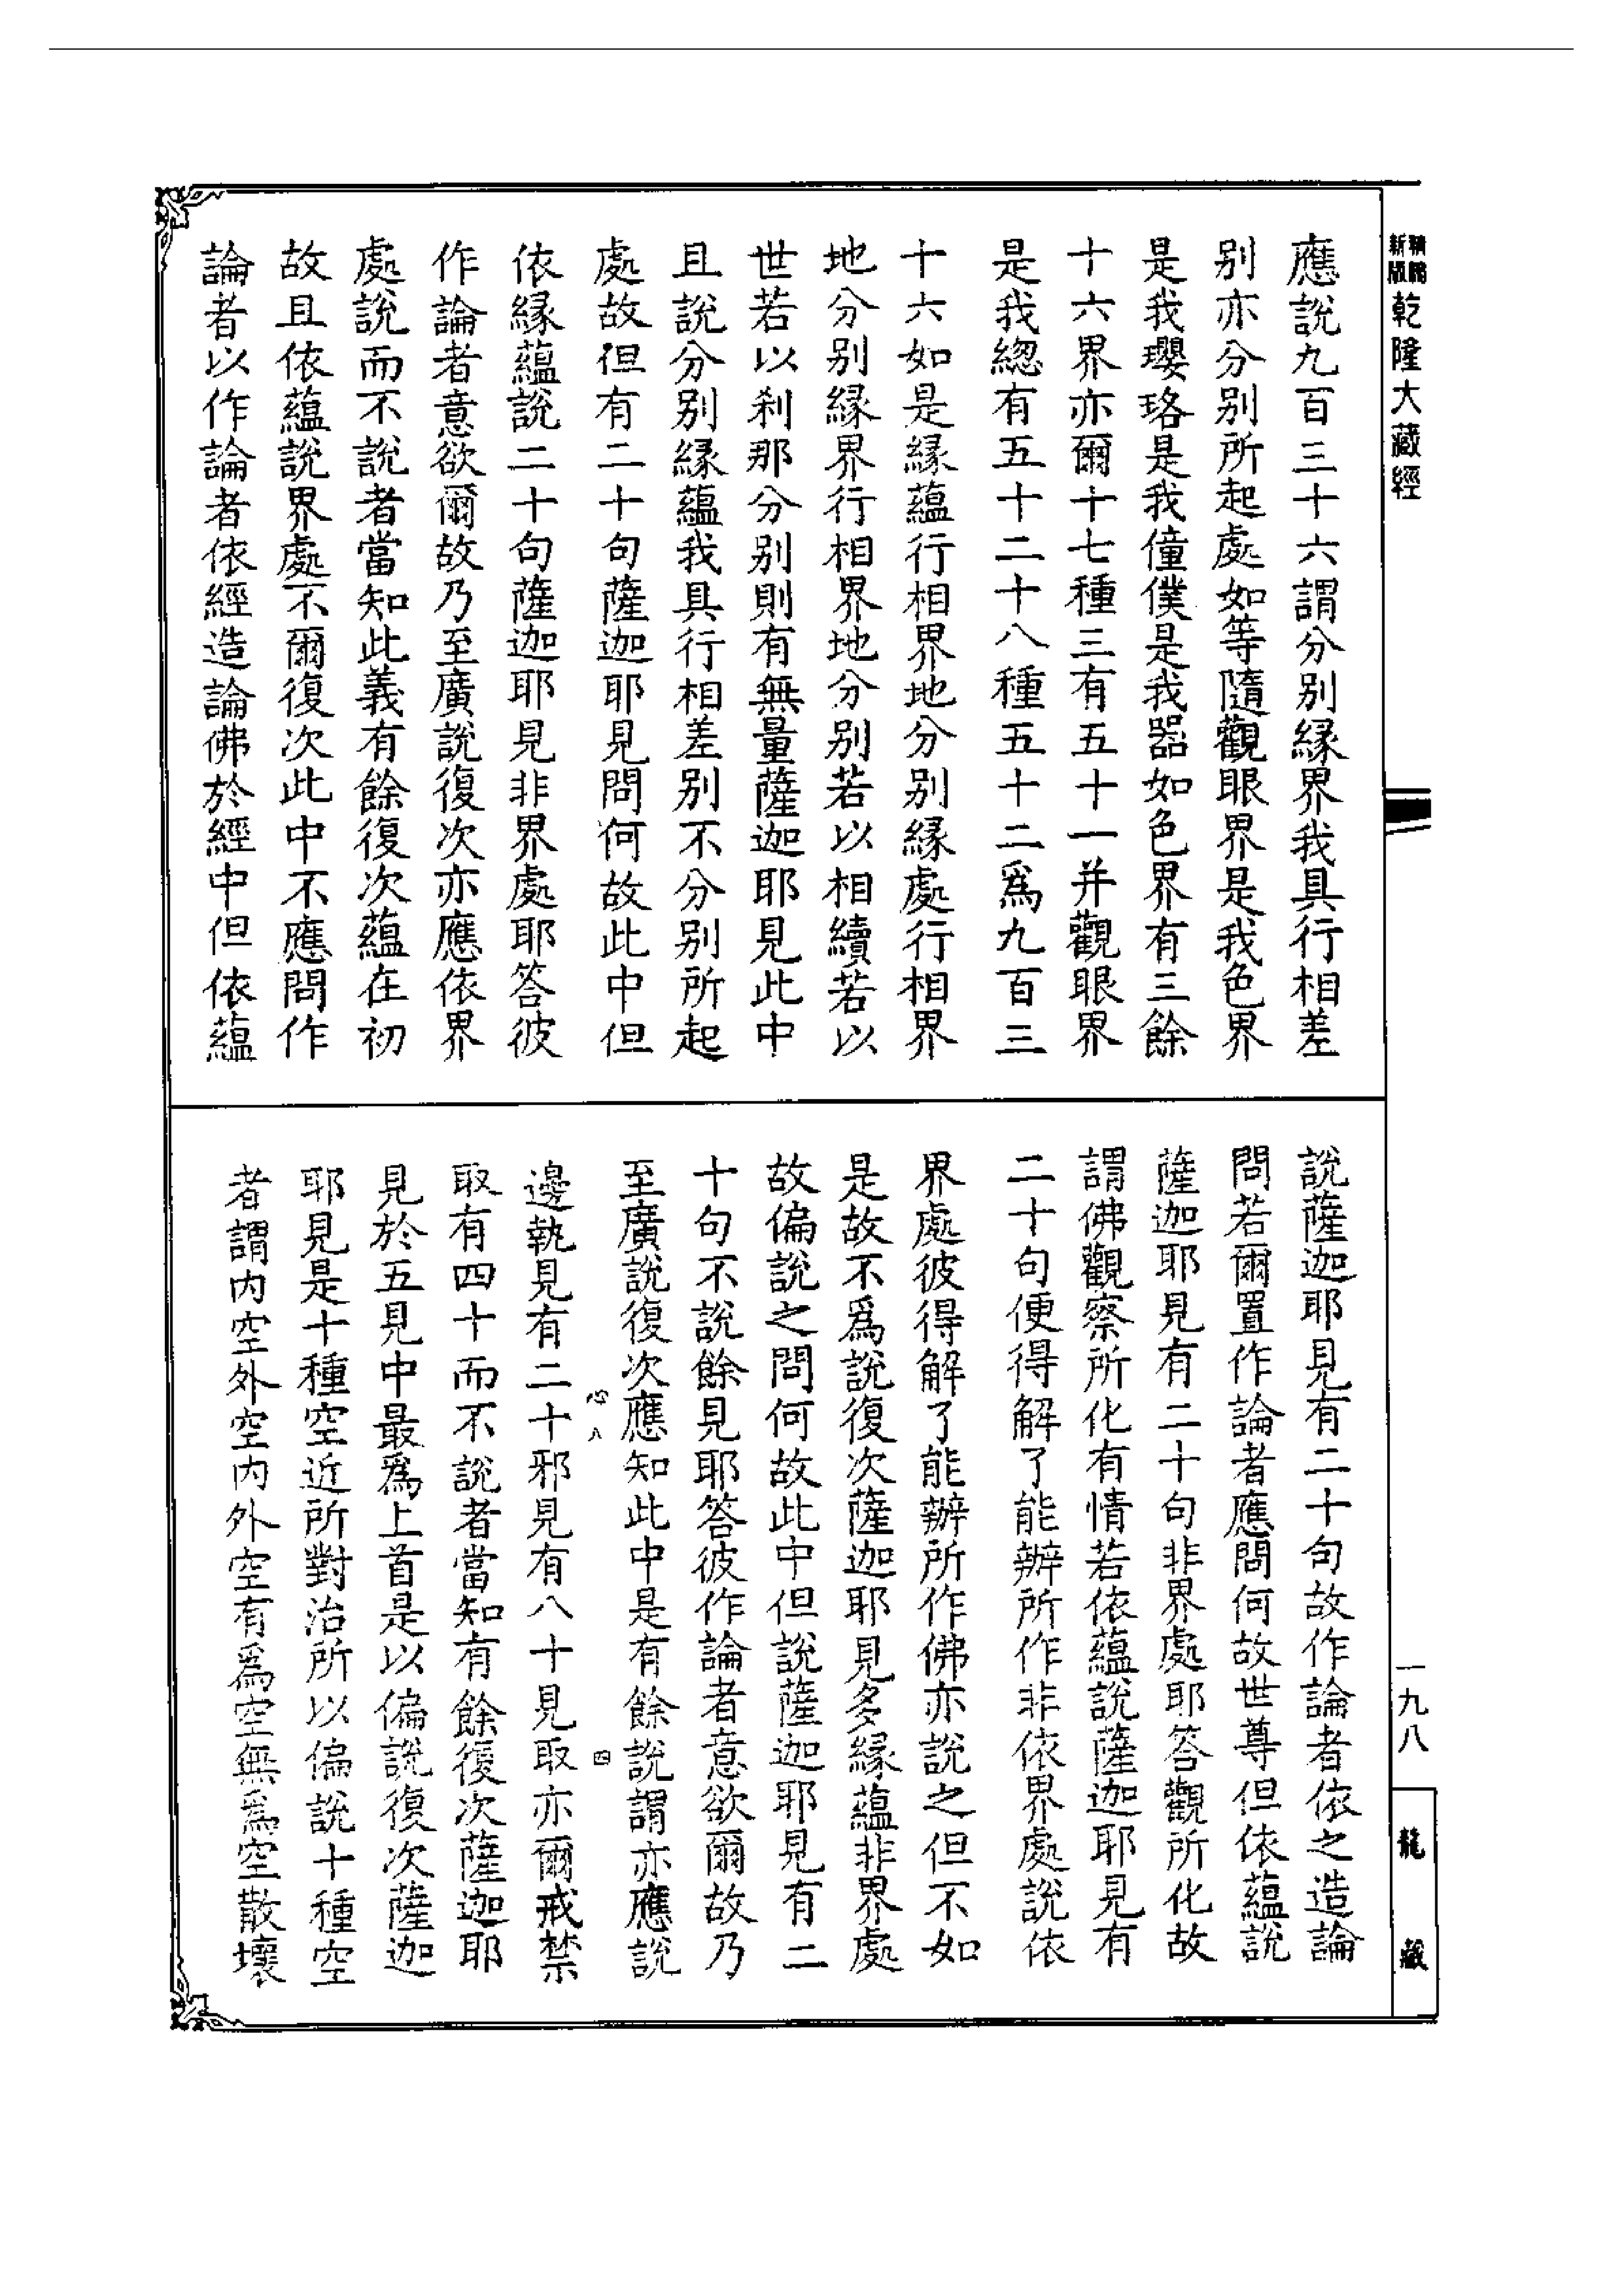 精縮
新版
乾隆大藏經
應說九百三十六謂分別緣界我具行相差
別亦分別所起處如等隨觀眼界是我色界
是我瓔珞是我僮僕是我器如色界有三餘
十六界亦爾十七種三有五十一并觀眼界
是我總有五十二十八種五十二為九百三
十六如是緣蘊行相界地分別緣處行相界
地分別緣界行相界地分別若以相續若以
世若以剎那分別則有無量薩迦耶見此中
且說分別緣蘊我具行相差別不分別所起
處故但有二十句薩迦耶見問何故此中但
依緣蘊說二十句薩迦耶見非界處耶答彼
作論者意欲爾故乃至廣說復次亦應依界
處說而不說者當知此義有餘復次蘊在初
故且依蘊說界處不爾復次此中不應問作
論者以作論者依經造論佛於經中但依蘊
說薩迦耶見有二十句故作論者依之造論
問若爾置作論者應問何故世尊但依蘊說
薩迦耶見有二十句非界處耶答觀所化故
謂佛觀察所化有情若依蘊說薩迦耶見有
二十句便得解了能辦所作非依界處說依
界處彼得解了能辦所作佛亦說之但不如
是故不為說復次薩迦耶見多緣蘊非界處
故偏說之問何故此中但說薩迦耶見有二
十句不說餘見耶答彼作論者意欲爾故乃
至廣說復次應知此中是有餘說謂亦應說
心八
四
邊執見有二十邪見有八十見取亦爾戒禁
取有四十而不說者當知有餘復次薩迦耶
見於五見中最為上首是以偏說復次薩迦
耶見是十種空近所對治所以偏說十種空
者謂內空外空內外空有為空無為空散壞
一九八
龍藏